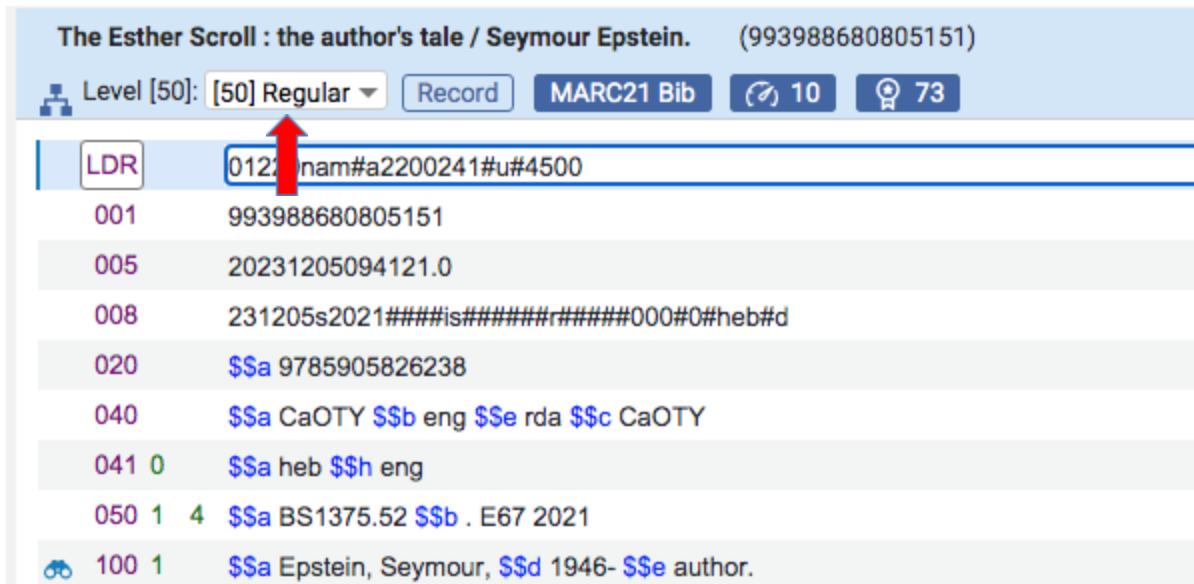 The Esther Scroll : the author's tale / Seymour Epstein. (993988680805151)
Level [50]: [50] Regular Record MARC21 Bib 10 73
LDR nam#a2200241#u#4500
001 993988680805151
005 20231205094121.0
008 231205s2021####is######r#####000#0#heb#d
020 $$a 9785905826238
040 $$a CaOTY $$b eng $$e rda $$c CaOTY
041 0 $$a heb $$h eng
050 1 4 $$a BS1375.52 $$b . E67 2021
100 1 $$a Epstein, Seymour, $$d 1946- $$e author.